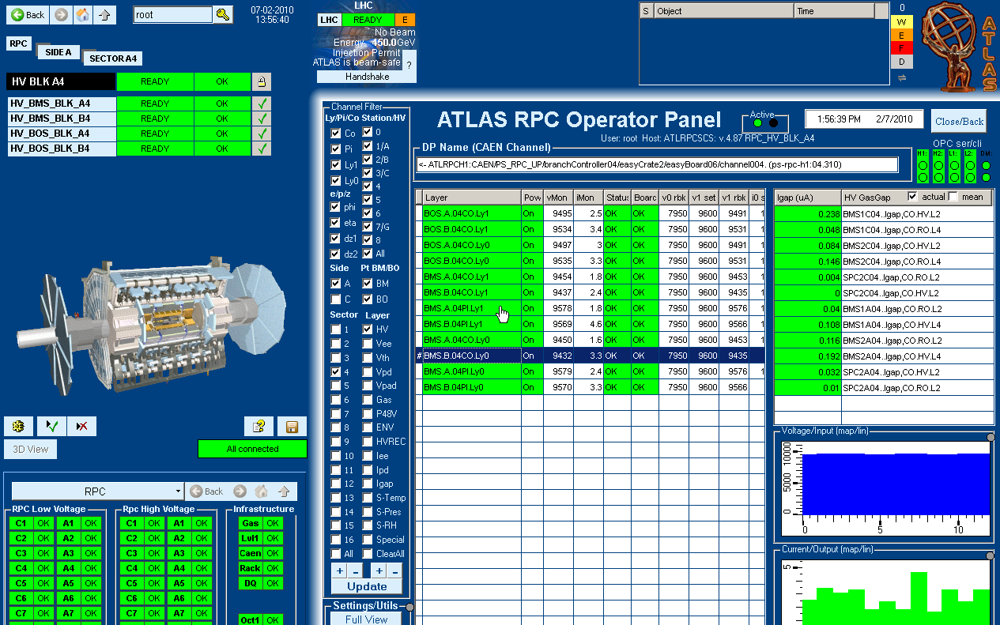 Back
root
07-02-2010
13:56:40
RPC
SIDE A
SECTOR A4
HV BLK A4 READY OK
HV_BMS_BLK_A4 READY OK
HV_BMS_BLK_B4 READY OK
HV_BOS_BLK_A4 READY OK
HV_BOS_BLK_B4 READY OK
LHC
LHC READY E
No Beam
Energy 450.0GeV
Injection Permit
ATLAS is beam-safe ?
Handshake
S Object Time
0
W
E
F
D
ATLAS
Channel Filter
Ly/Pi/Co Station/HV
Co 0
Pi 1/A
Ly1 2/B
Ly0 3/C
e/p/z 4
phi 5
eta 6
dz1 7/G
dz2 8
All
Side Pt BM/BO
A BM
C BO
Sector Layer
1 HV
2 Vee
3 Vth
4 Vpd
5 Vpad
6 Gas
7 P48V
8 ENV
9 HVREC
10 Iee
11 Ipd
12 Igap
13 S-Temp
14 S-Pres
15 S-RH
16 Special
All ClearAll
+ - + -
Update
Settings/Utils
Full View
ATLAS RPC Operator Panel
Active
1:56:39 PM 2/7/2010
Close/Back
User: root Host: ATLRPCSCS: v.4.87 RPC_HV_BLK_A4
DP Name (CAEN Channel)
<- ATLRPCH1:CAEN/PS_RPC_UP/branchController04/easyCrate2/easyBoard06/channel004. (ps-rpc-h1:04.310)
OPC ser/cli
H1: H2: L1: L2: DM:
Layer Pow vMon iMon Status Board v0 rbk v1 set v1 rbk i0 s
BOS.A.04CO.Ly1 On 9495 2.5 OK OK 7950 9600 9491 1
BOS.B.04CO.Ly1 On 9534 3.4 OK OK 7950 9600 9531 1
BOS.A.04CO.Ly0 On 9497 3 OK OK 7950 9600 9491 1
BOS.B.04CO.Ly0 On 9535 3.3 OK OK 7950 9600 9531 1
BMS.A.04CO.Ly1 On 9454 1.8 OK OK 7950 9600 9453 1
BMS.B.04CO.Ly1 On 9437 2.4 OK OK 7950 9600 9435 1
BMS.A.04PI.Ly1 On 9578 1.8 OK OK 7950 9600 9576 1
BMS.B.04PI.Ly1 On 9569 4.6 OK OK 7950 9600 9566 1
BMS.A.04CO.Ly0 On 9450 1.6 OK OK 7950 9600 9453 1
# BMS.B.04CO.Ly0 On 9432 3.3 OK OK 7950 9600 9435 1
BMS.A.04PI.Ly0 On 9579 2.4 OK OK 7950 9600 9576 1
BMS.B.04PI.Ly0 On 9570 3.3 OK OK 7950 9600 9566 1
Igap (uA) HV GasGap actual mean
0.238 BMS1C04..Igap,CO.HV.L2
0.048 BMS1C04..Igap,CO.RO.L4
0.084 BMS2C04..Igap,CO.HV.L2
0.146 BMS2C04..Igap,CO.RO.L4
0.004 SPC2C04..Igap,CO.RO.L2
0 SPC2C04..Igap,CO.HV.L2
0.04 BMS1A04..Igap,CO.RO.L2
0.108 BMS1A04..Igap,CO.HV.L4
0.116 BMS2A04..Igap,CO.RO.L2
0.192 BMS2A04..Igap,CO.HV.L4
0.032 SPC2A04..Igap,CO.HV.L2
0.01 SPC2A04..Igap,CO.RO.L2
Voltage/Input (map/lin)
10000
5000
0
0 5 10
Current/Output (map/lin)
5
3D View
All connected
RPC Back
RPC Low Voltage Rpc High Voltage Infrastructure
C1 OK A1 OK C1 OK A1 OK Gas OK
C2 OK A2 OK C2 OK A2 OK Lvl1 OK
C3 OK A3 OK C3 OK A3 OK Caen OK
C4 OK A4 OK C4 OK A4 OK Rack OK
C5 OK A5 OK C5 OK A5 OK DQ OK
C6 OK A6 OK C6 OK A6 OK
C7 OK A7 OK C7 OK A7 OK
Oct1 OK